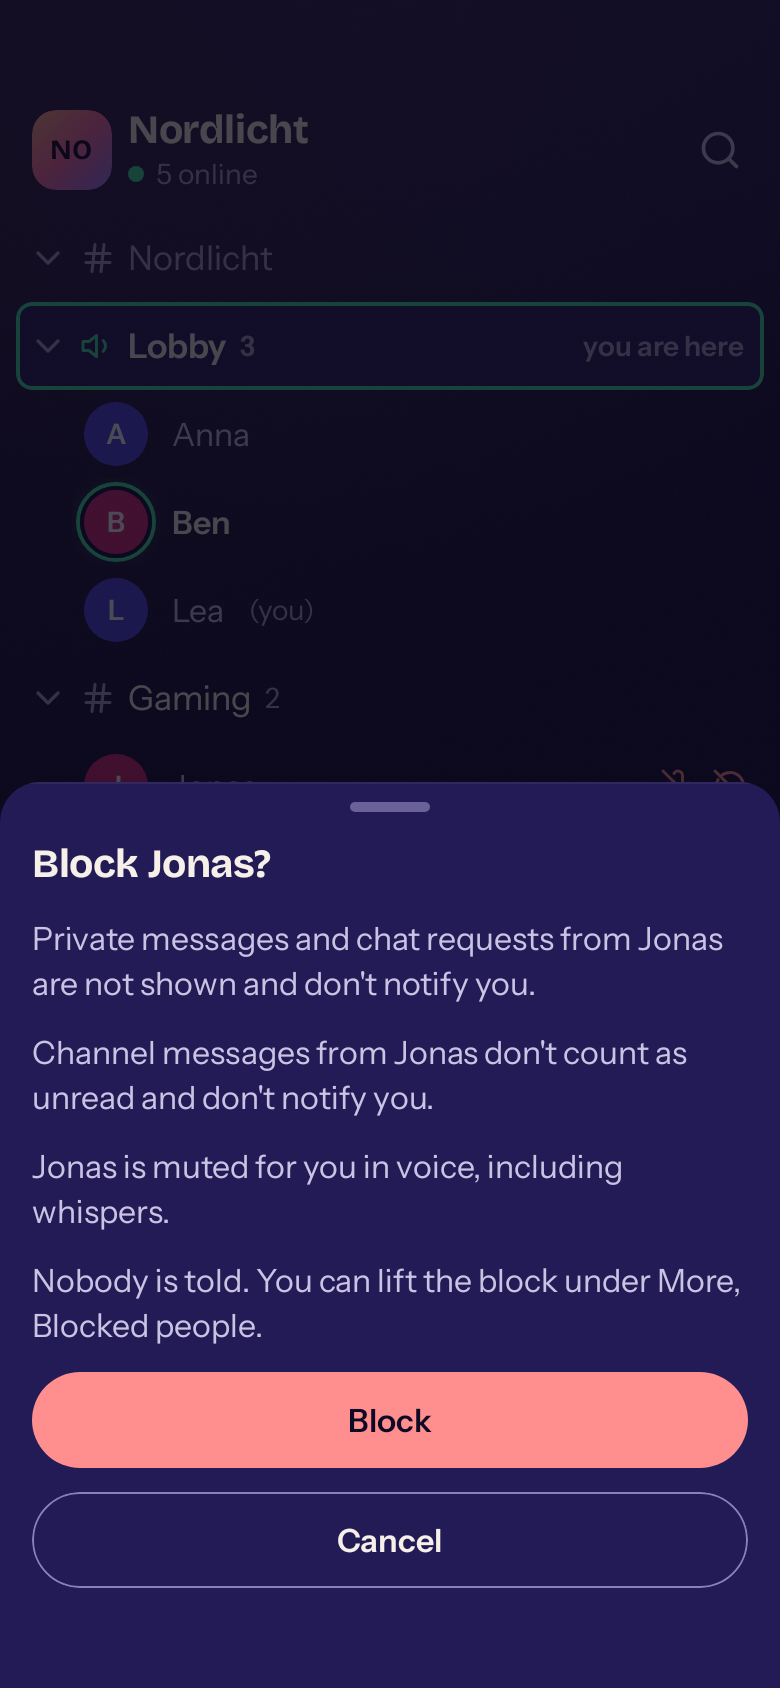 NO
Nordlicht
5 online
# Nordlicht
Lobby 3 you are here
A Anna
B Ben
L Lea (you)
# Gaming 2
Block Jonas?
Private messages and chat requests from Jonas
are not shown and don't notify you.
Channel messages from Jonas don't count as
unread and don't notify you.
Jonas is muted for you in voice, including
whispers.
Nobody is told. You can lift the block under More,
Blocked people.
Block
Cancel